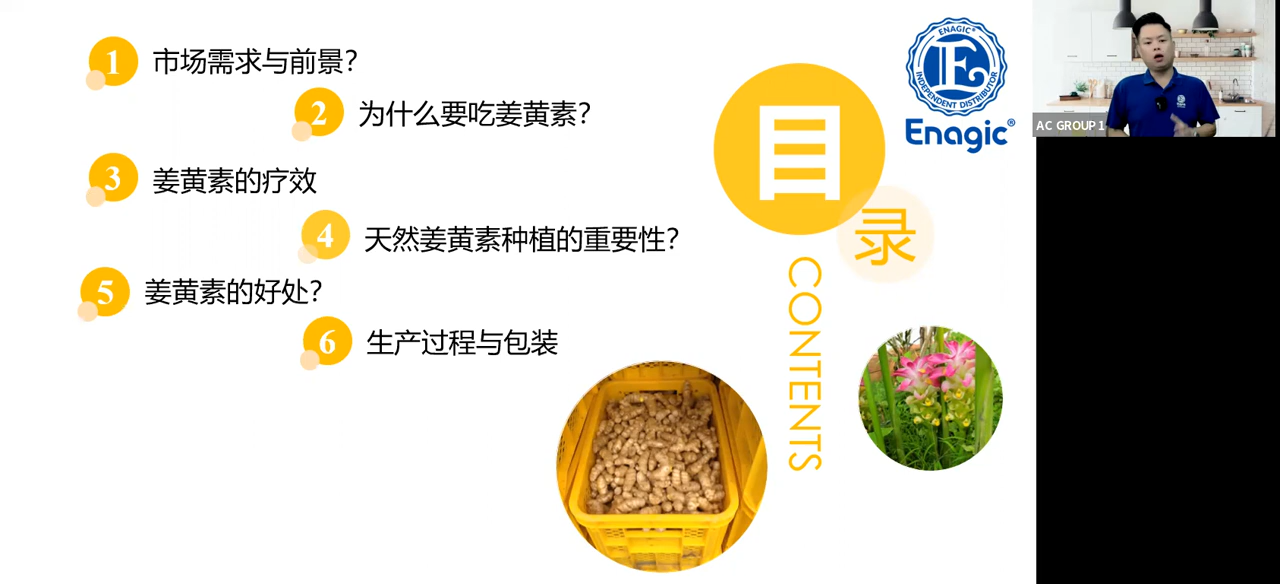 1 市场需求与前景?
2 为什么要吃姜黄素?
3 姜黄素的疗效
4 天然姜黄素种植的重要性?
5 姜黄素的好处?
6 生产过程与包装
目录
CONTENTS
ENAGIC®
E
INDEPENDENT DISTRIBUTOR
Enagic®
AC GROUP 1